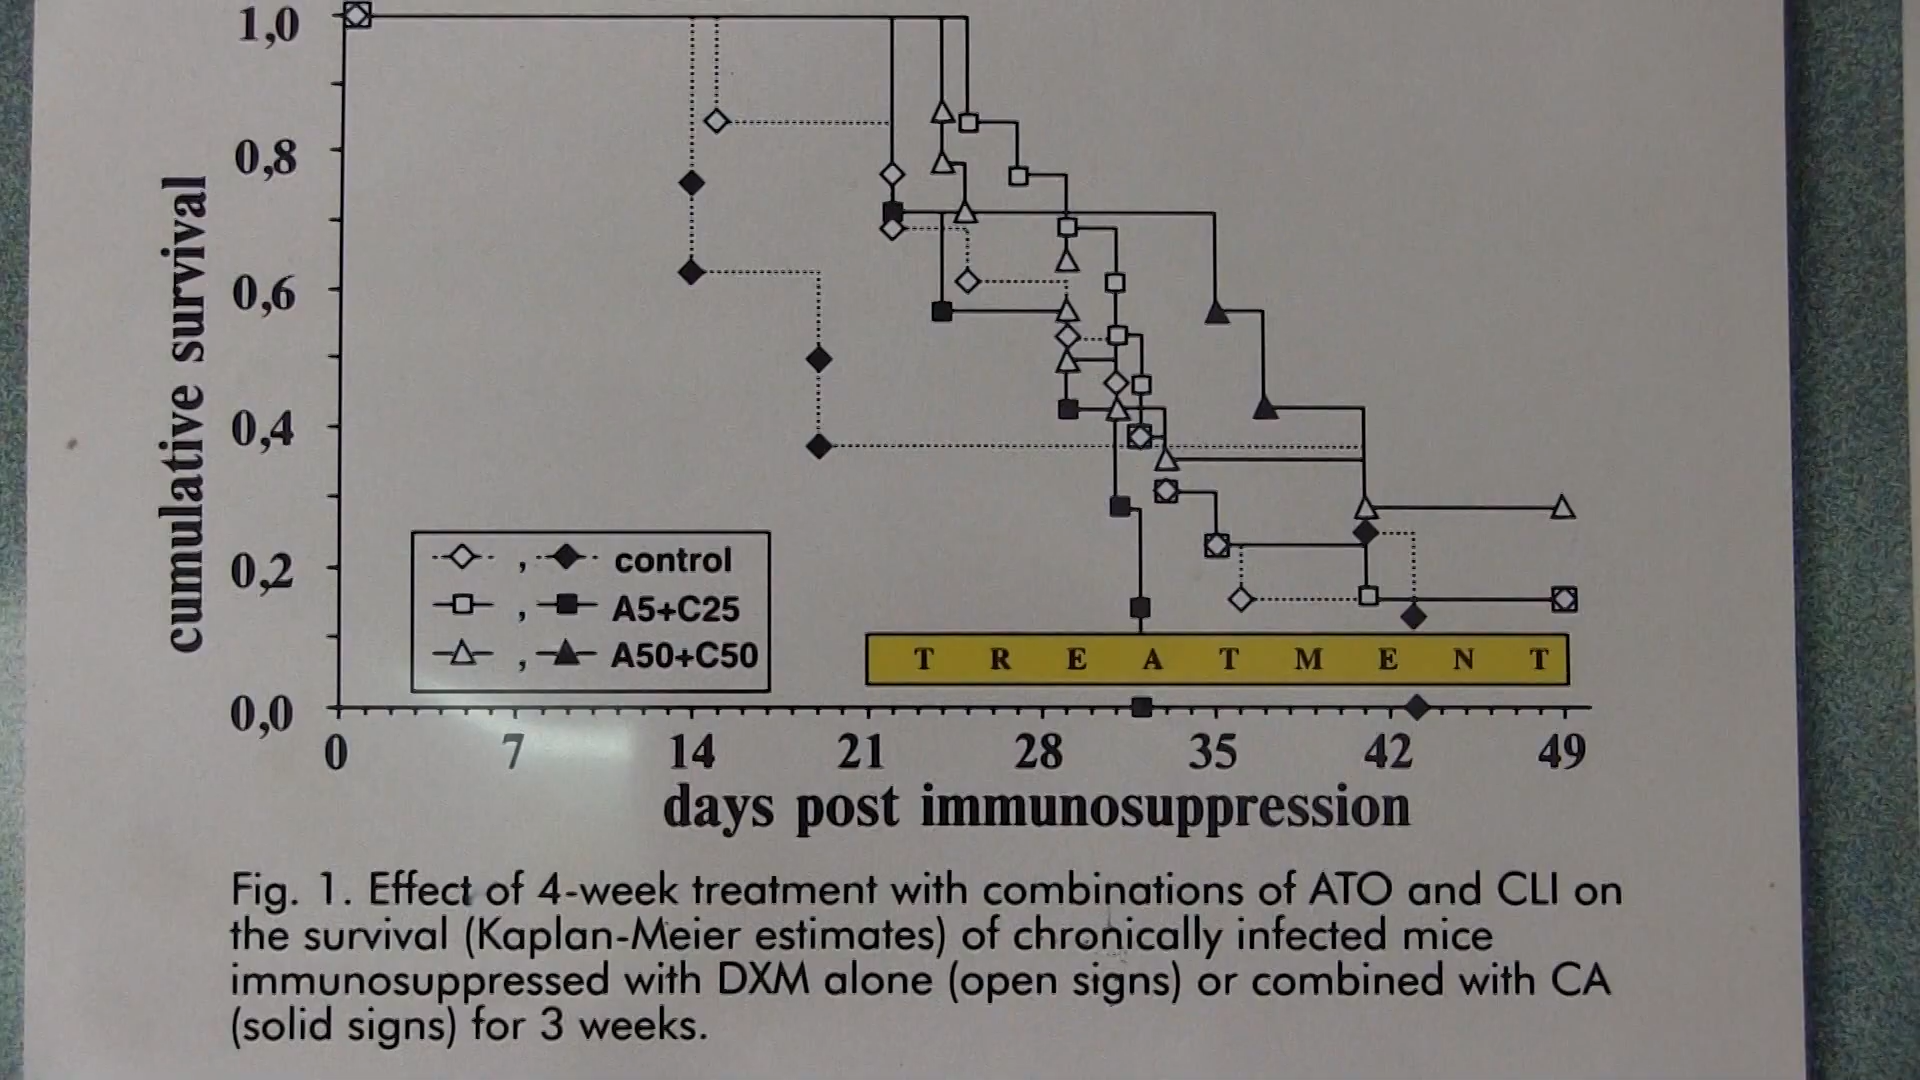 1,0
0,8
0,6
0,4
0,2
0,0
cumulative survival
, control
, A5+C25
, A50+C50
T R E A T M E N T
0 7 14 21 28 35 42 49
days post immunosuppression
Fig. 1. Effect of 4-week treatment with combinations of ATO and CLI on
the survival (Kaplan-Meier estimates) of chronically infected mice
immunosuppressed with DXM alone (open signs) or combined with CA
(solid signs) for 3 weeks.